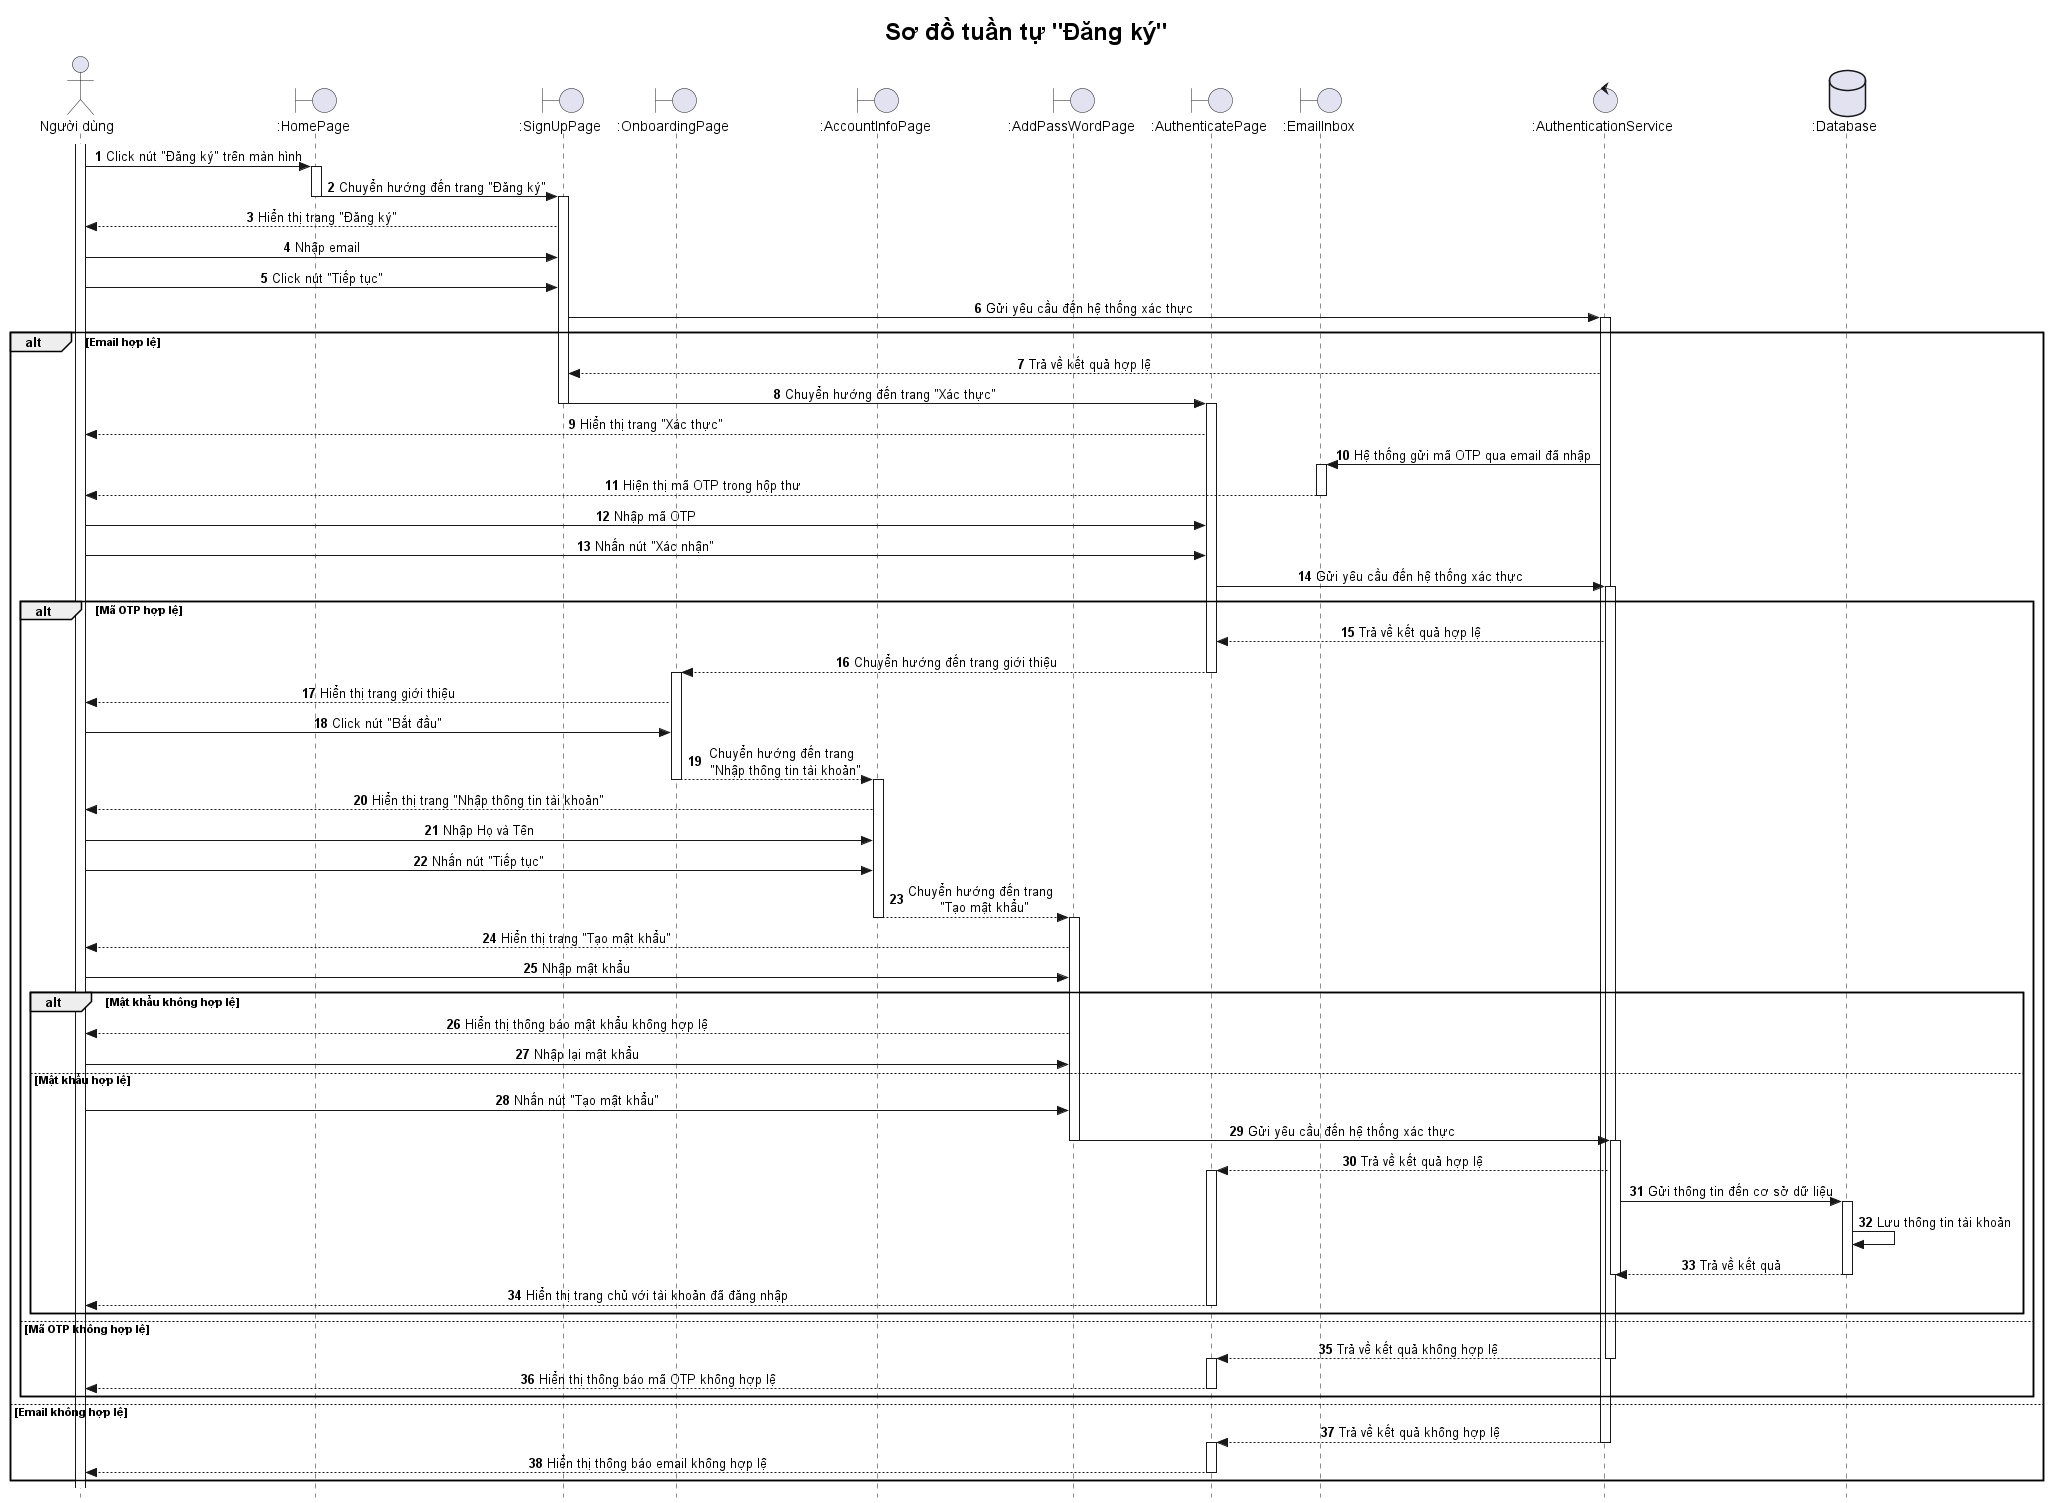 Sơ đồ tuần tự "Đăng ký"
Người dùng
:HomePage
:SignUpPage
:OnboardingPage
:AccountInfoPage
:AddPassWordPage
:AuthenticatePage
:EmailInbox
:AuthenticationService
:Database
1 Click nút "Đăng ký" trên màn hình
2 Chuyển hướng đến trang "Đăng ký"
3 Hiển thị trang "Đăng ký"
4 Nhập email
5 Click nút "Tiếp tục"
6 Gửi yêu cầu đến hệ thống xác thực
alt [Email hợp lệ]
7 Trả về kết quả hợp lệ
8 Chuyển hướng đến trang "Xác thực"
9 Hiển thị trang "Xác thực"
10 Hệ thống gửi mã OTP qua email đã nhập
11 Hiện thị mã OTP trong hộp thư
12 Nhập mã OTP
13 Nhấn nút "Xác nhận"
14 Gửi yêu cầu đến hệ thống xác thực
alt [Mã OTP hợp lệ]
15 Trả về kết quả hợp lệ
16 Chuyển hướng đến trang giới thiệu
17 Hiển thị trang giới thiệu
18 Click nút "Bắt đầu"
19 Chuyển hướng đến trang
"Nhập thông tin tài khoản"
20 Hiển thị trang "Nhập thông tin tài khoản"
21 Nhập Họ và Tên
22 Nhấn nút "Tiếp tục"
23 Chuyển hướng đến trang
"Tạo mật khẩu"
24 Hiển thị trang "Tạo mật khẩu"
25 Nhập mật khẩu
alt [Mật khẩu không hợp lệ]
26 Hiển thị thông báo mật khẩu không hợp lệ
27 Nhập lại mật khẩu
[Mật khẩu hợp lệ]
28 Nhấn nút "Tạo mật khẩu"
29 Gửi yêu cầu đến hệ thống xác thực
30 Trả về kết quả hợp lệ
31 Gửi thông tin đến cơ sở dữ liệu
32 Lưu thông tin tài khoản
33 Trả về kết quả
34 Hiển thị trang chủ với tài khoản đã đăng nhập
[Mã OTP không hợp lệ]
35 Trả về kết quả không hợp lệ
36 Hiển thị thông báo mã OTP không hợp lệ
[Email không hợp lệ]
37 Trả về kết quả không hợp lệ
38 Hiển thị thông báo email không hợp lệ